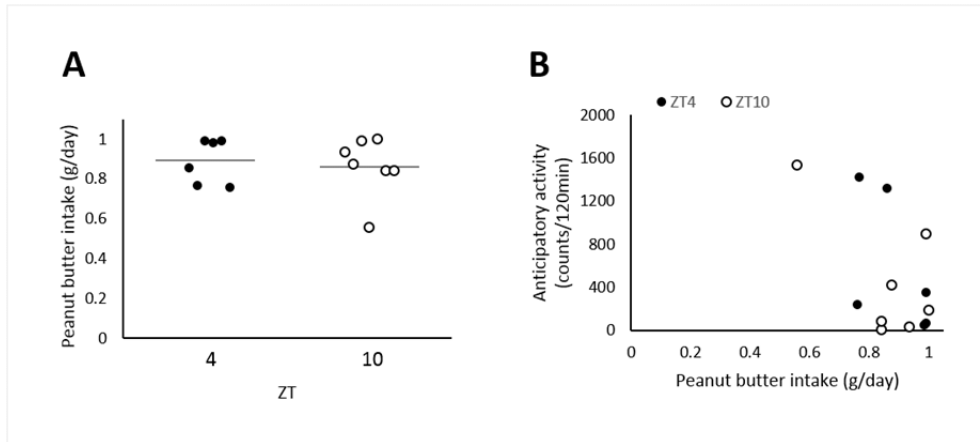 A
Peanut butter intake (g/day)
1
0.8
0.6
0.4
0.2
0
4
10
ZT
B
ZT4 ZT10
Anticipatory activity
(counts/120min)
2000
1600
1200
800
400
0
0 0.2 0.4 0.6 0.8 1
Peanut butter intake (g/day)